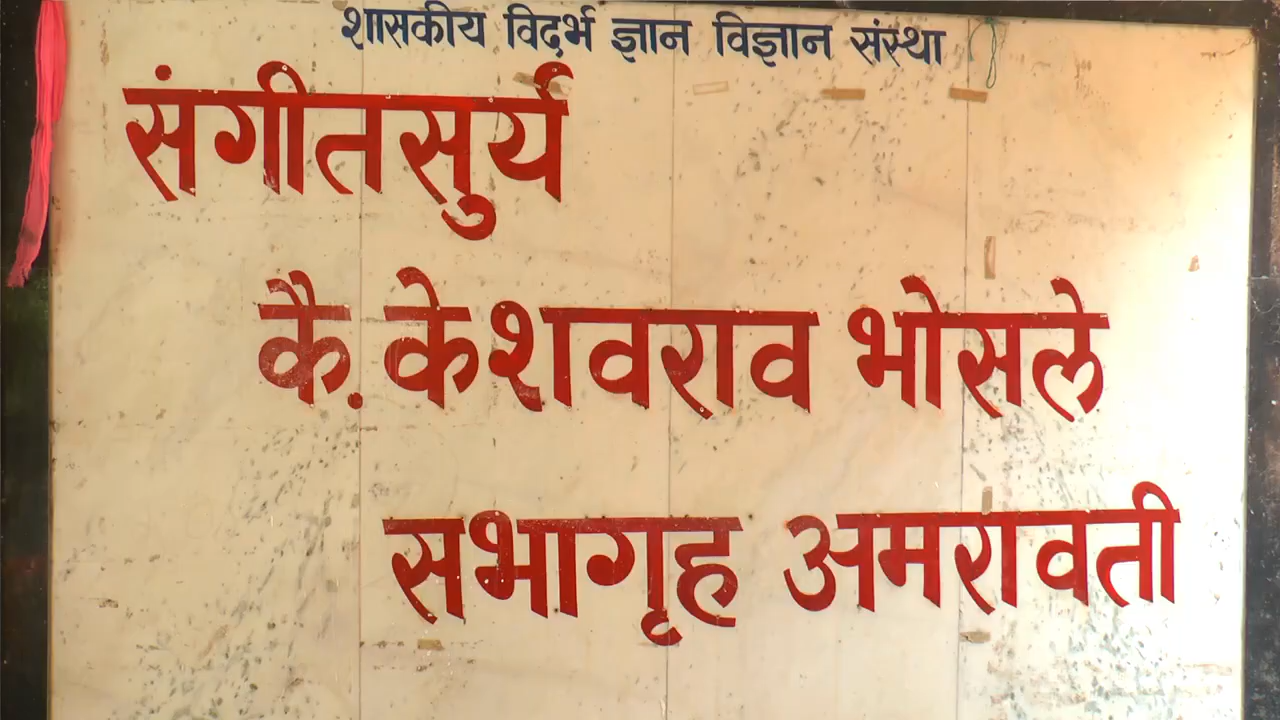 शासकीय विदर्भ ज्ञान विज्ञान संस्था
संगीतसुर्य
कै. केशवराव भोसले
सभागृह अमरावती